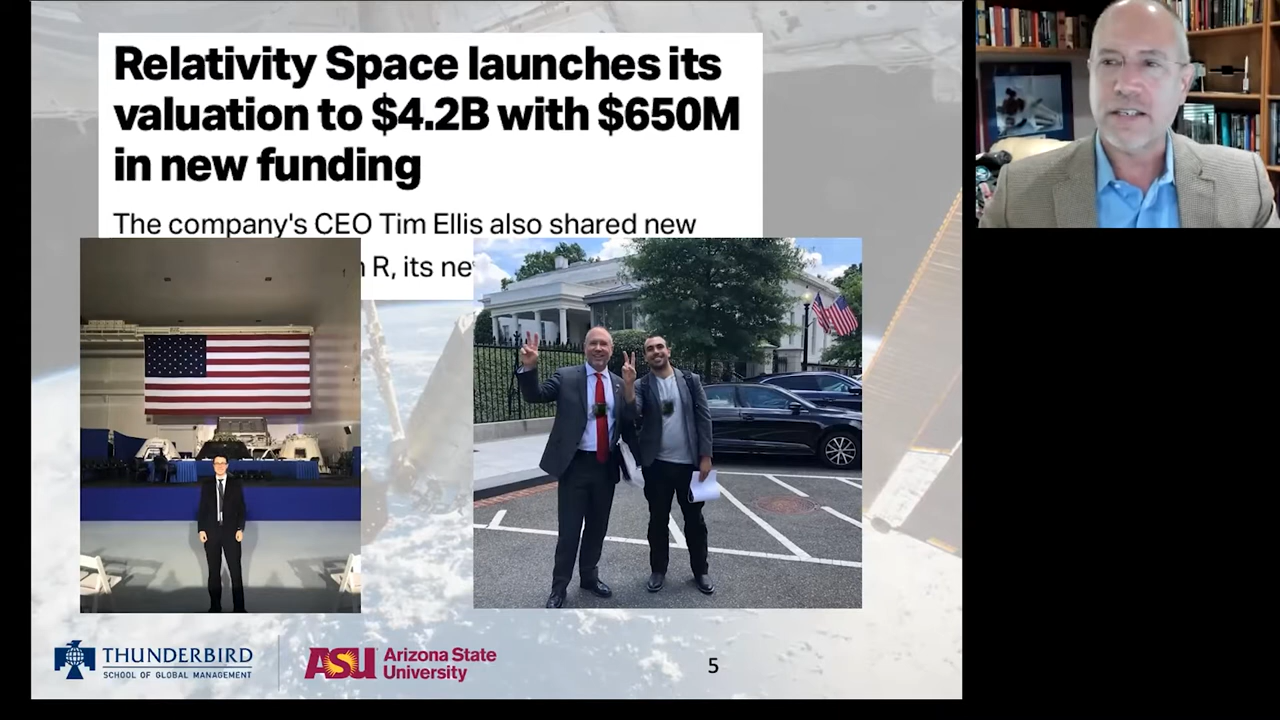 Relativity Space launches its
valuation to $4.2B with $650M
in new funding
The company's CEO Tim Ellis also shared new
R, its
THUNDERBIRD
SCHOOL OF GLOBAL MANAGEMENT
ASU Arizona State
University
5